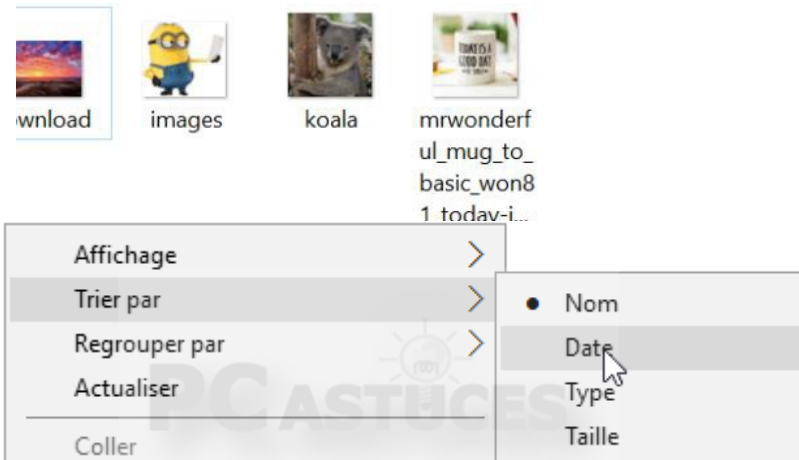 wnload
images
koala
mrwonderf
ul_mug_to_
basic_won8
1_today-i...
Affichage
Trier par
Regrouper par
Actualiser
Coller
Nom
Date
Type
Taille
PC ASTUCES